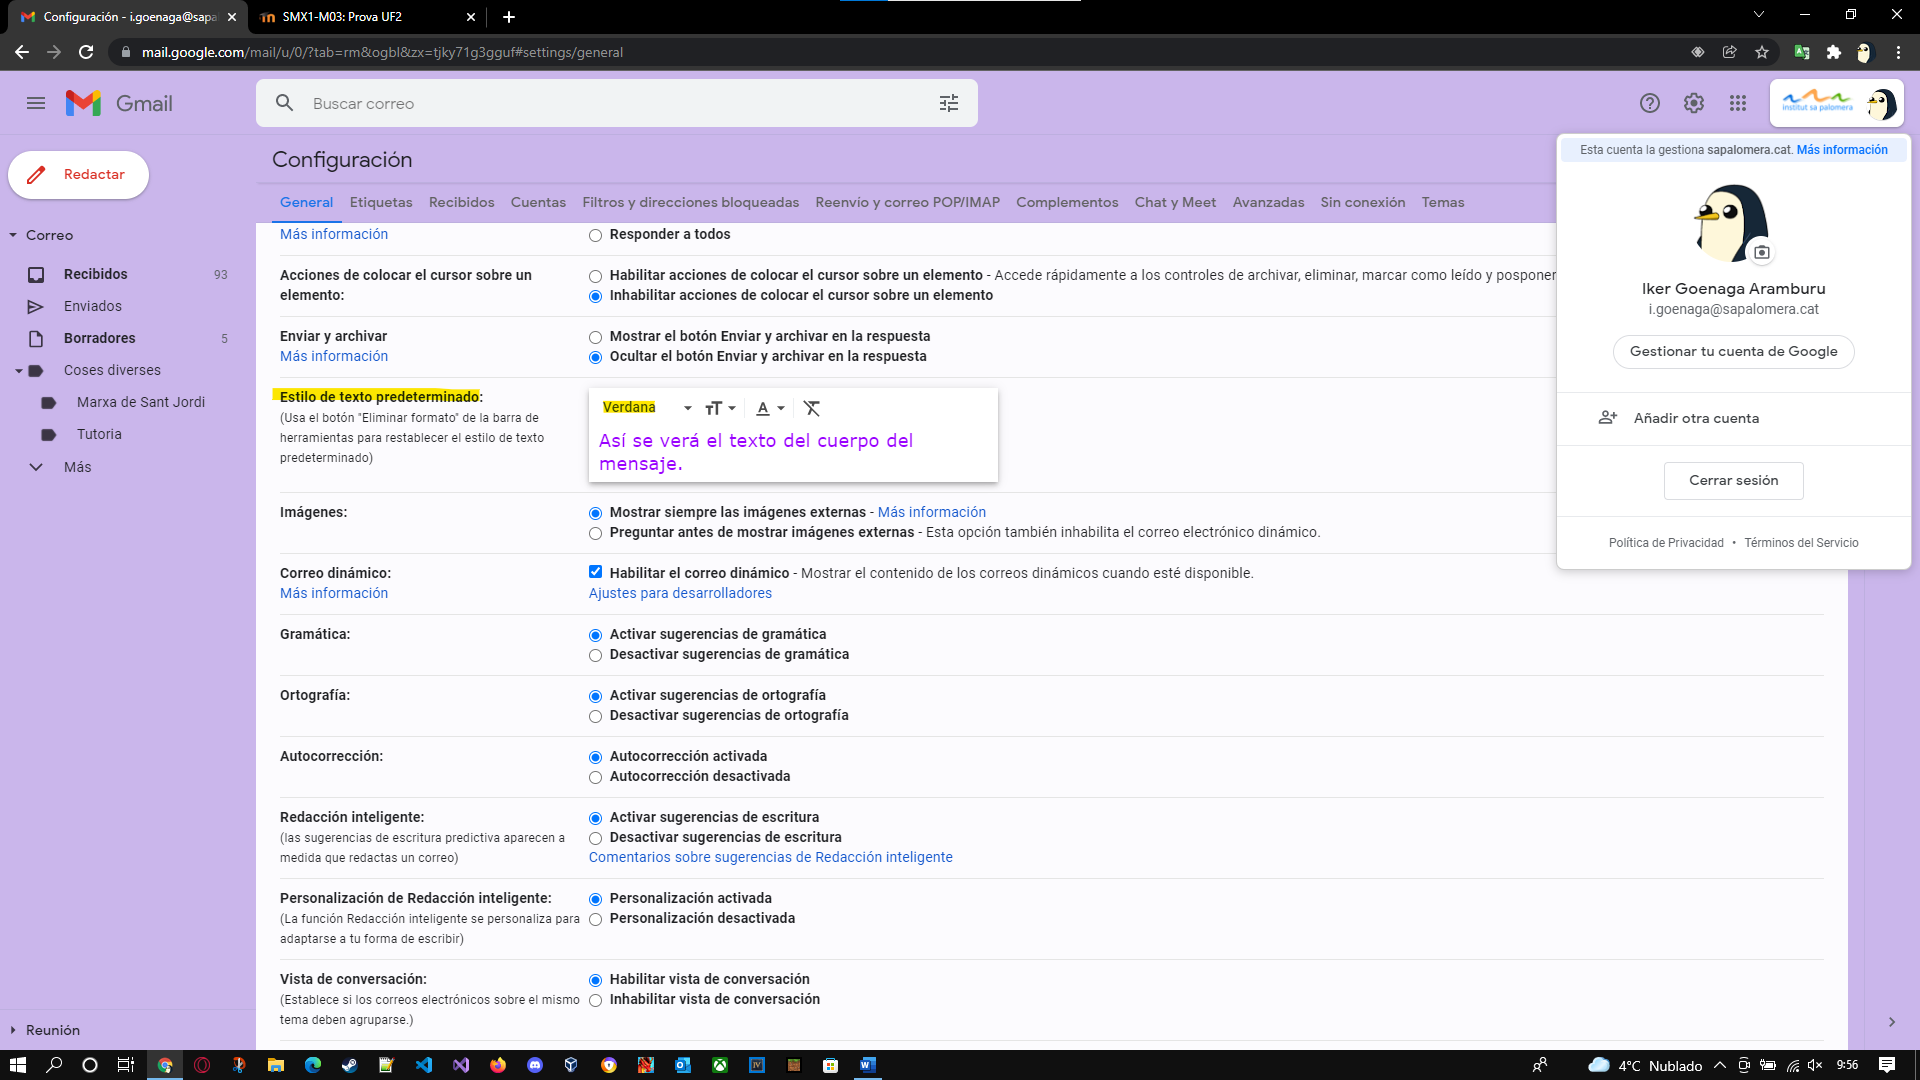 Configuración - i.goenaga@sapa
SMX1-M03: Prova UF2
mail.google.com/mail/u/0/?tab=rm&ogbl&zx=tjky71g3gguf#settings/general
Gmail
Buscar correo
institut sa palomera
Redactar
Correo
Recibidos 93
Enviados
Borradores 5
Coses diverses
Marxa de Sant Jordi
Tutoria
Más
Reunión
Configuración
General Etiquetas Recibidos Cuentas Filtros y direcciones bloqueadas Reenvío y correo POP/IMAP Complementos Chat y Meet Avanzadas Sin conexión Temas
Más información
Responder a todos
Acciones de colocar el cursor sobre un
elemento:
Habilitar acciones de colocar el cursor sobre un elemento - Accede rápidamente a los controles de archivar, eliminar, marcar como leído y posponer
Inhabilitar acciones de colocar el cursor sobre un elemento
Enviar y archivar
Más información
Mostrar el botón Enviar y archivar en la respuesta
Ocultar el botón Enviar y archivar en la respuesta
Estilo de texto predeterminado:
(Usa el botón "Eliminar formato" de la barra de
herramientas para restablecer el estilo de texto
predeterminado)
Verdana
Así se verá el texto del cuerpo del
mensaje.
Imágenes:
Mostrar siempre las imágenes externas - Más información
Preguntar antes de mostrar imágenes externas - Esta opción también inhabilita el correo electrónico dinámico.
Correo dinámico:
Más información
Habilitar el correo dinámico - Mostrar el contenido de los correos dinámicos cuando esté disponible.
Ajustes para desarrolladores
Gramática:
Activar sugerencias de gramática
Desactivar sugerencias de gramática
Ortografía:
Activar sugerencias de ortografía
Desactivar sugerencias de ortografía
Autocorrección:
Autocorrección activada
Autocorrección desactivada
Redacción inteligente:
(las sugerencias de escritura predictiva aparecen a
medida que redactas un correo)
Activar sugerencias de escritura
Desactivar sugerencias de escritura
Comentarios sobre sugerencias de Redacción inteligente
Personalización de Redacción inteligente:
(La función Redacción inteligente se personaliza para
adaptarse a tu forma de escribir)
Personalización activada
Personalización desactivada
Vista de conversación:
(Establece si los correos electrónicos sobre el mismo
tema deben agruparse.)
Habilitar vista de conversación
Inhabilitar vista de conversación
Esta cuenta la gestiona sapalomera.cat. Más información
Iker Goenaga Aramburu
i.goenaga@sapalomera.cat
Gestionar tu cuenta de Google
Añadir otra cuenta
Cerrar sesión
Política de Privacidad • Términos del Servicio
4°C Nublado
9:56